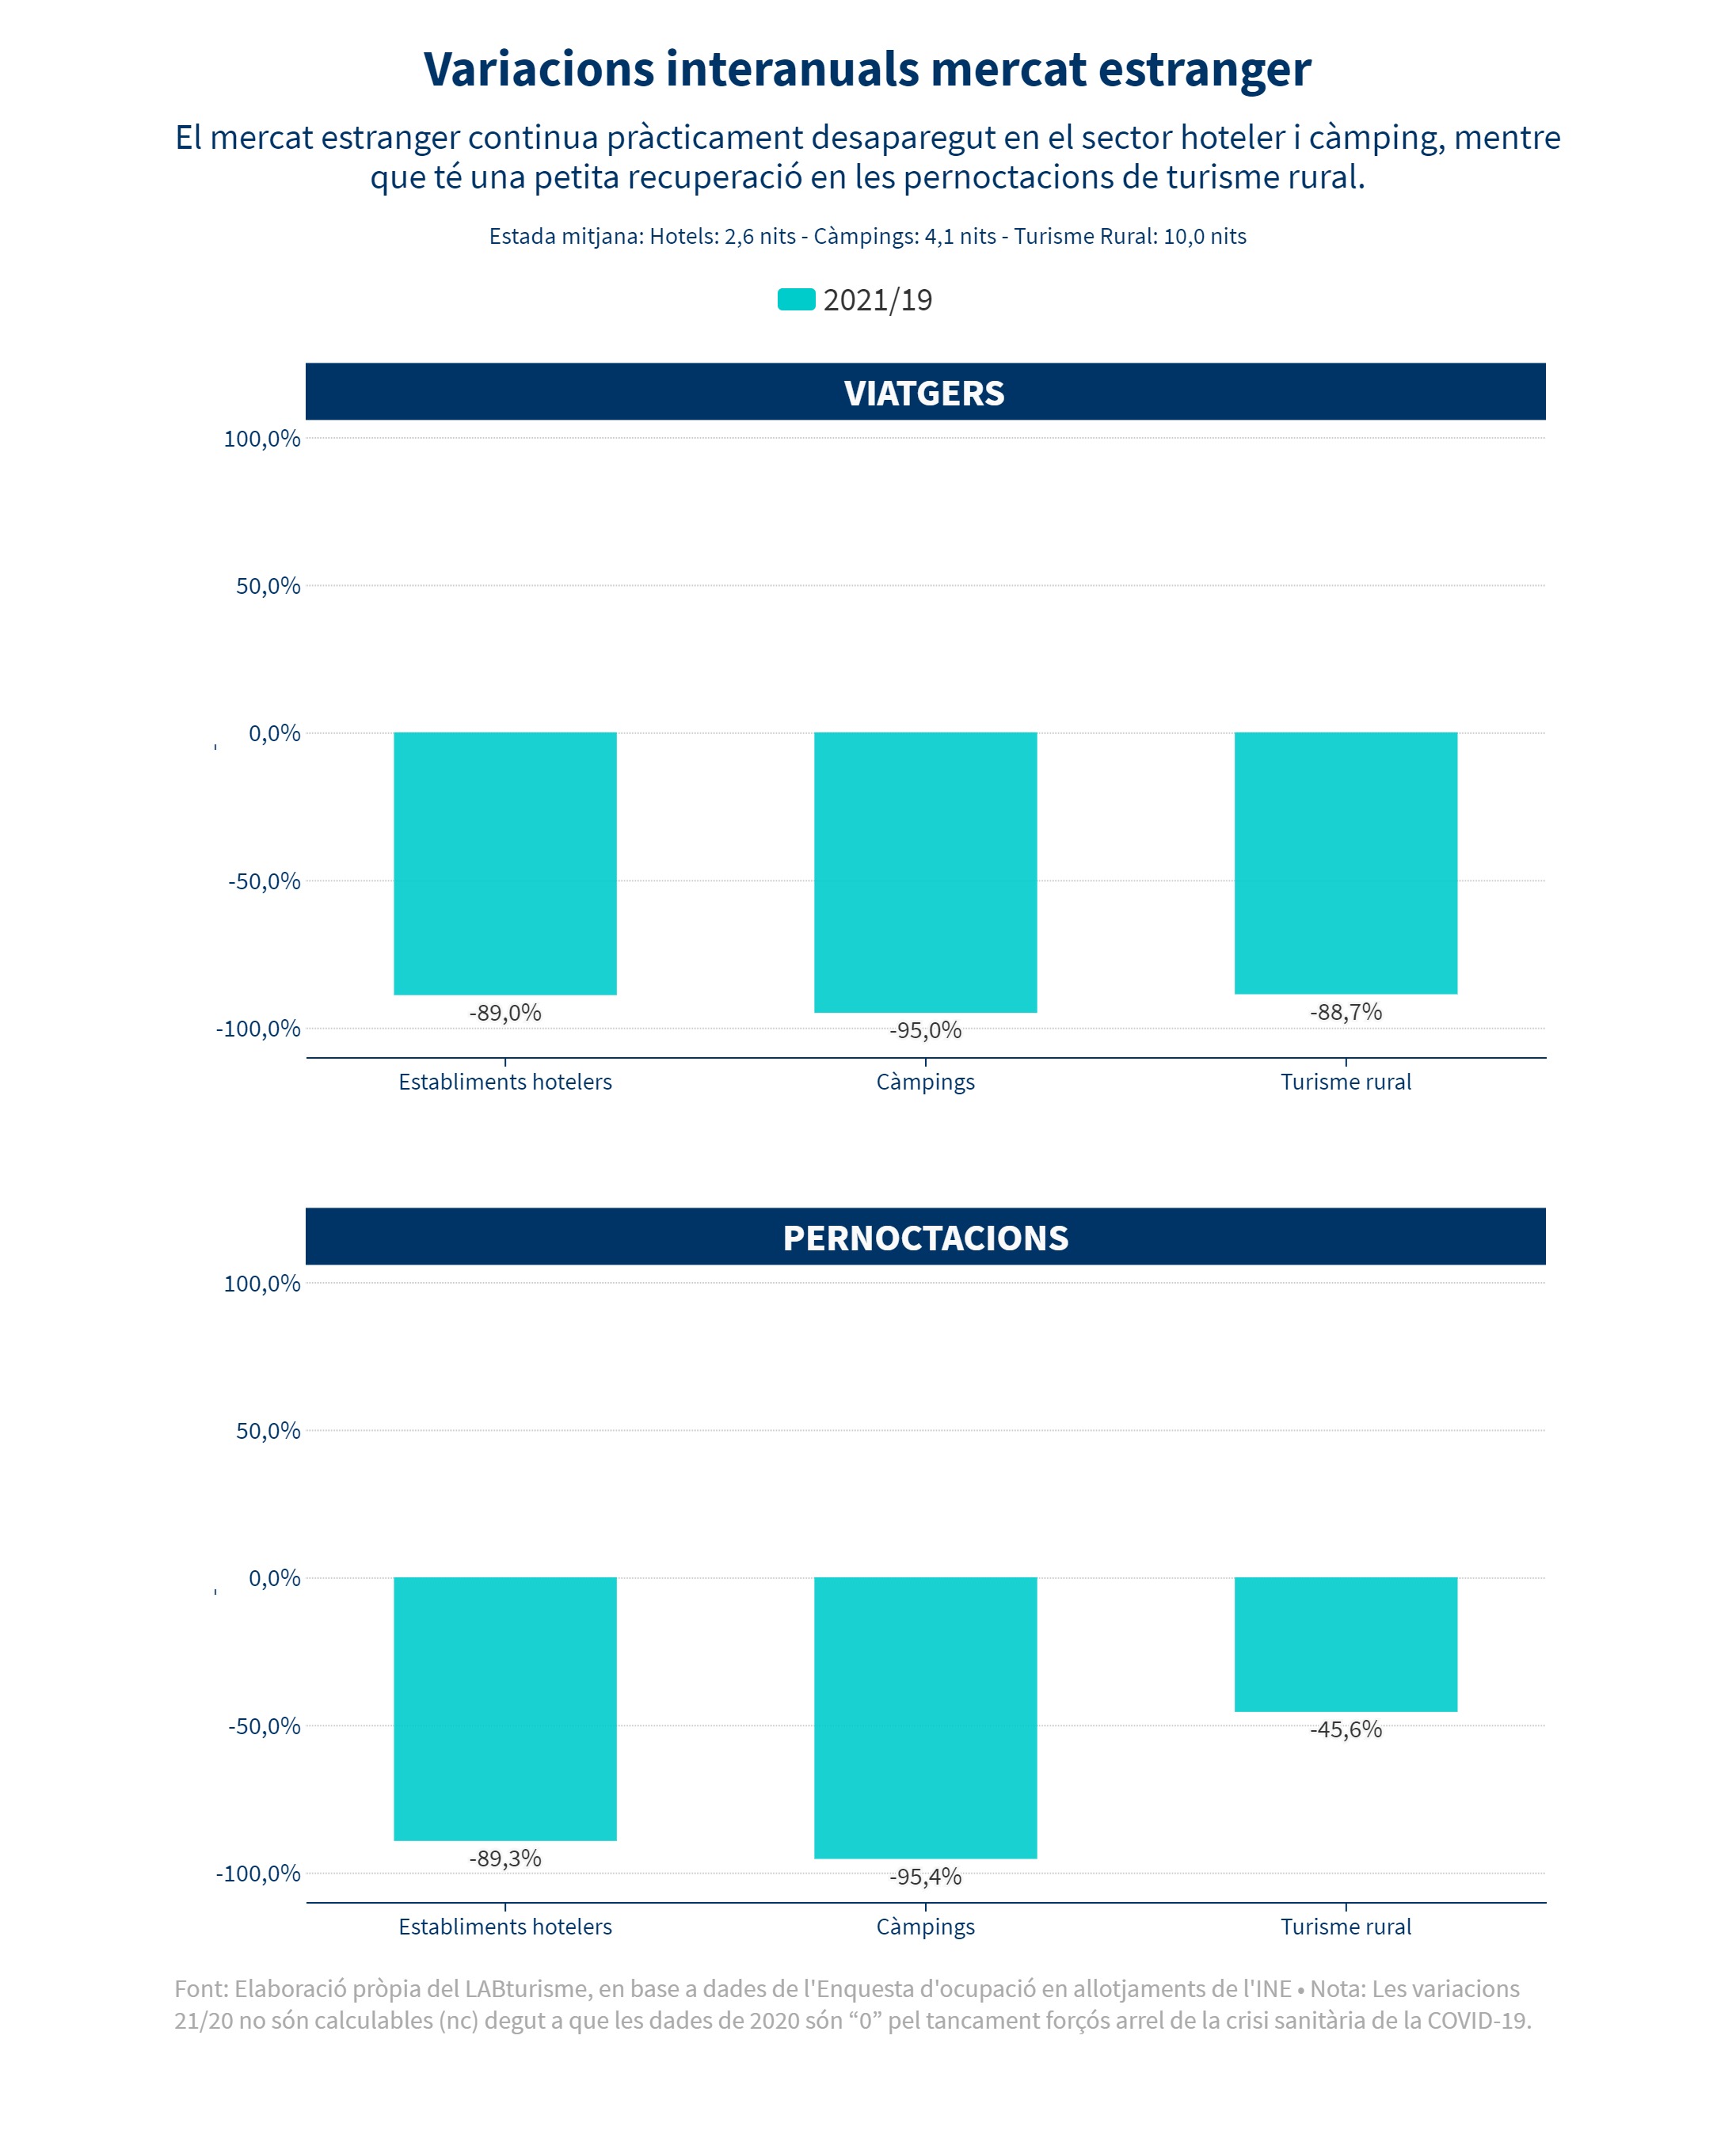 Variacions interanuals mercat estranger
El mercat estranger continua pràcticament desaparegut en el sector hoteler i càmping, mentre
que té una petita recuperació en les pernoctacions de turisme rural.
Estada mitjana: Hotels: 2,6 nits - Càmpings: 4,1 nits - Turisme Rural: 10,0 nits
2021/19
VIATGERS
100,0%
50,0%
0,0%
-50,0%
-100,0%
-89,0%
-95,0%
-88,7%
Establiments hotelers
Càmpings
Turisme rural
PERNOCTACIONS
100,0%
50,0%
0,0%
-50,0%
-100,0%
-89,3%
-95,4%
-45,6%
Establiments hotelers
Càmpings
Turisme rural
Font: Elaboració pròpia del LABturisme, en base a dades de l'Enquesta d'ocupació en allotjaments de l'INE • Nota: Les variacions
21/20 no són calculables (nc) degut a que les dades de 2020 són “0” pel tancament forçós arrel de la crisi sanitària de la COVID-19.